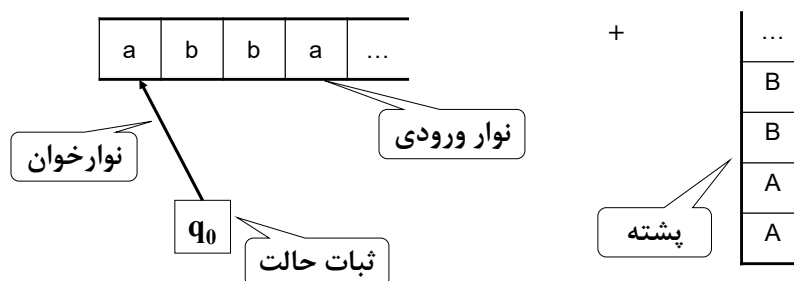 a b b a ...
+
...
B
B
A
A
نوار ورودی
نوارخوان
پشته
q0
ثبات حالت